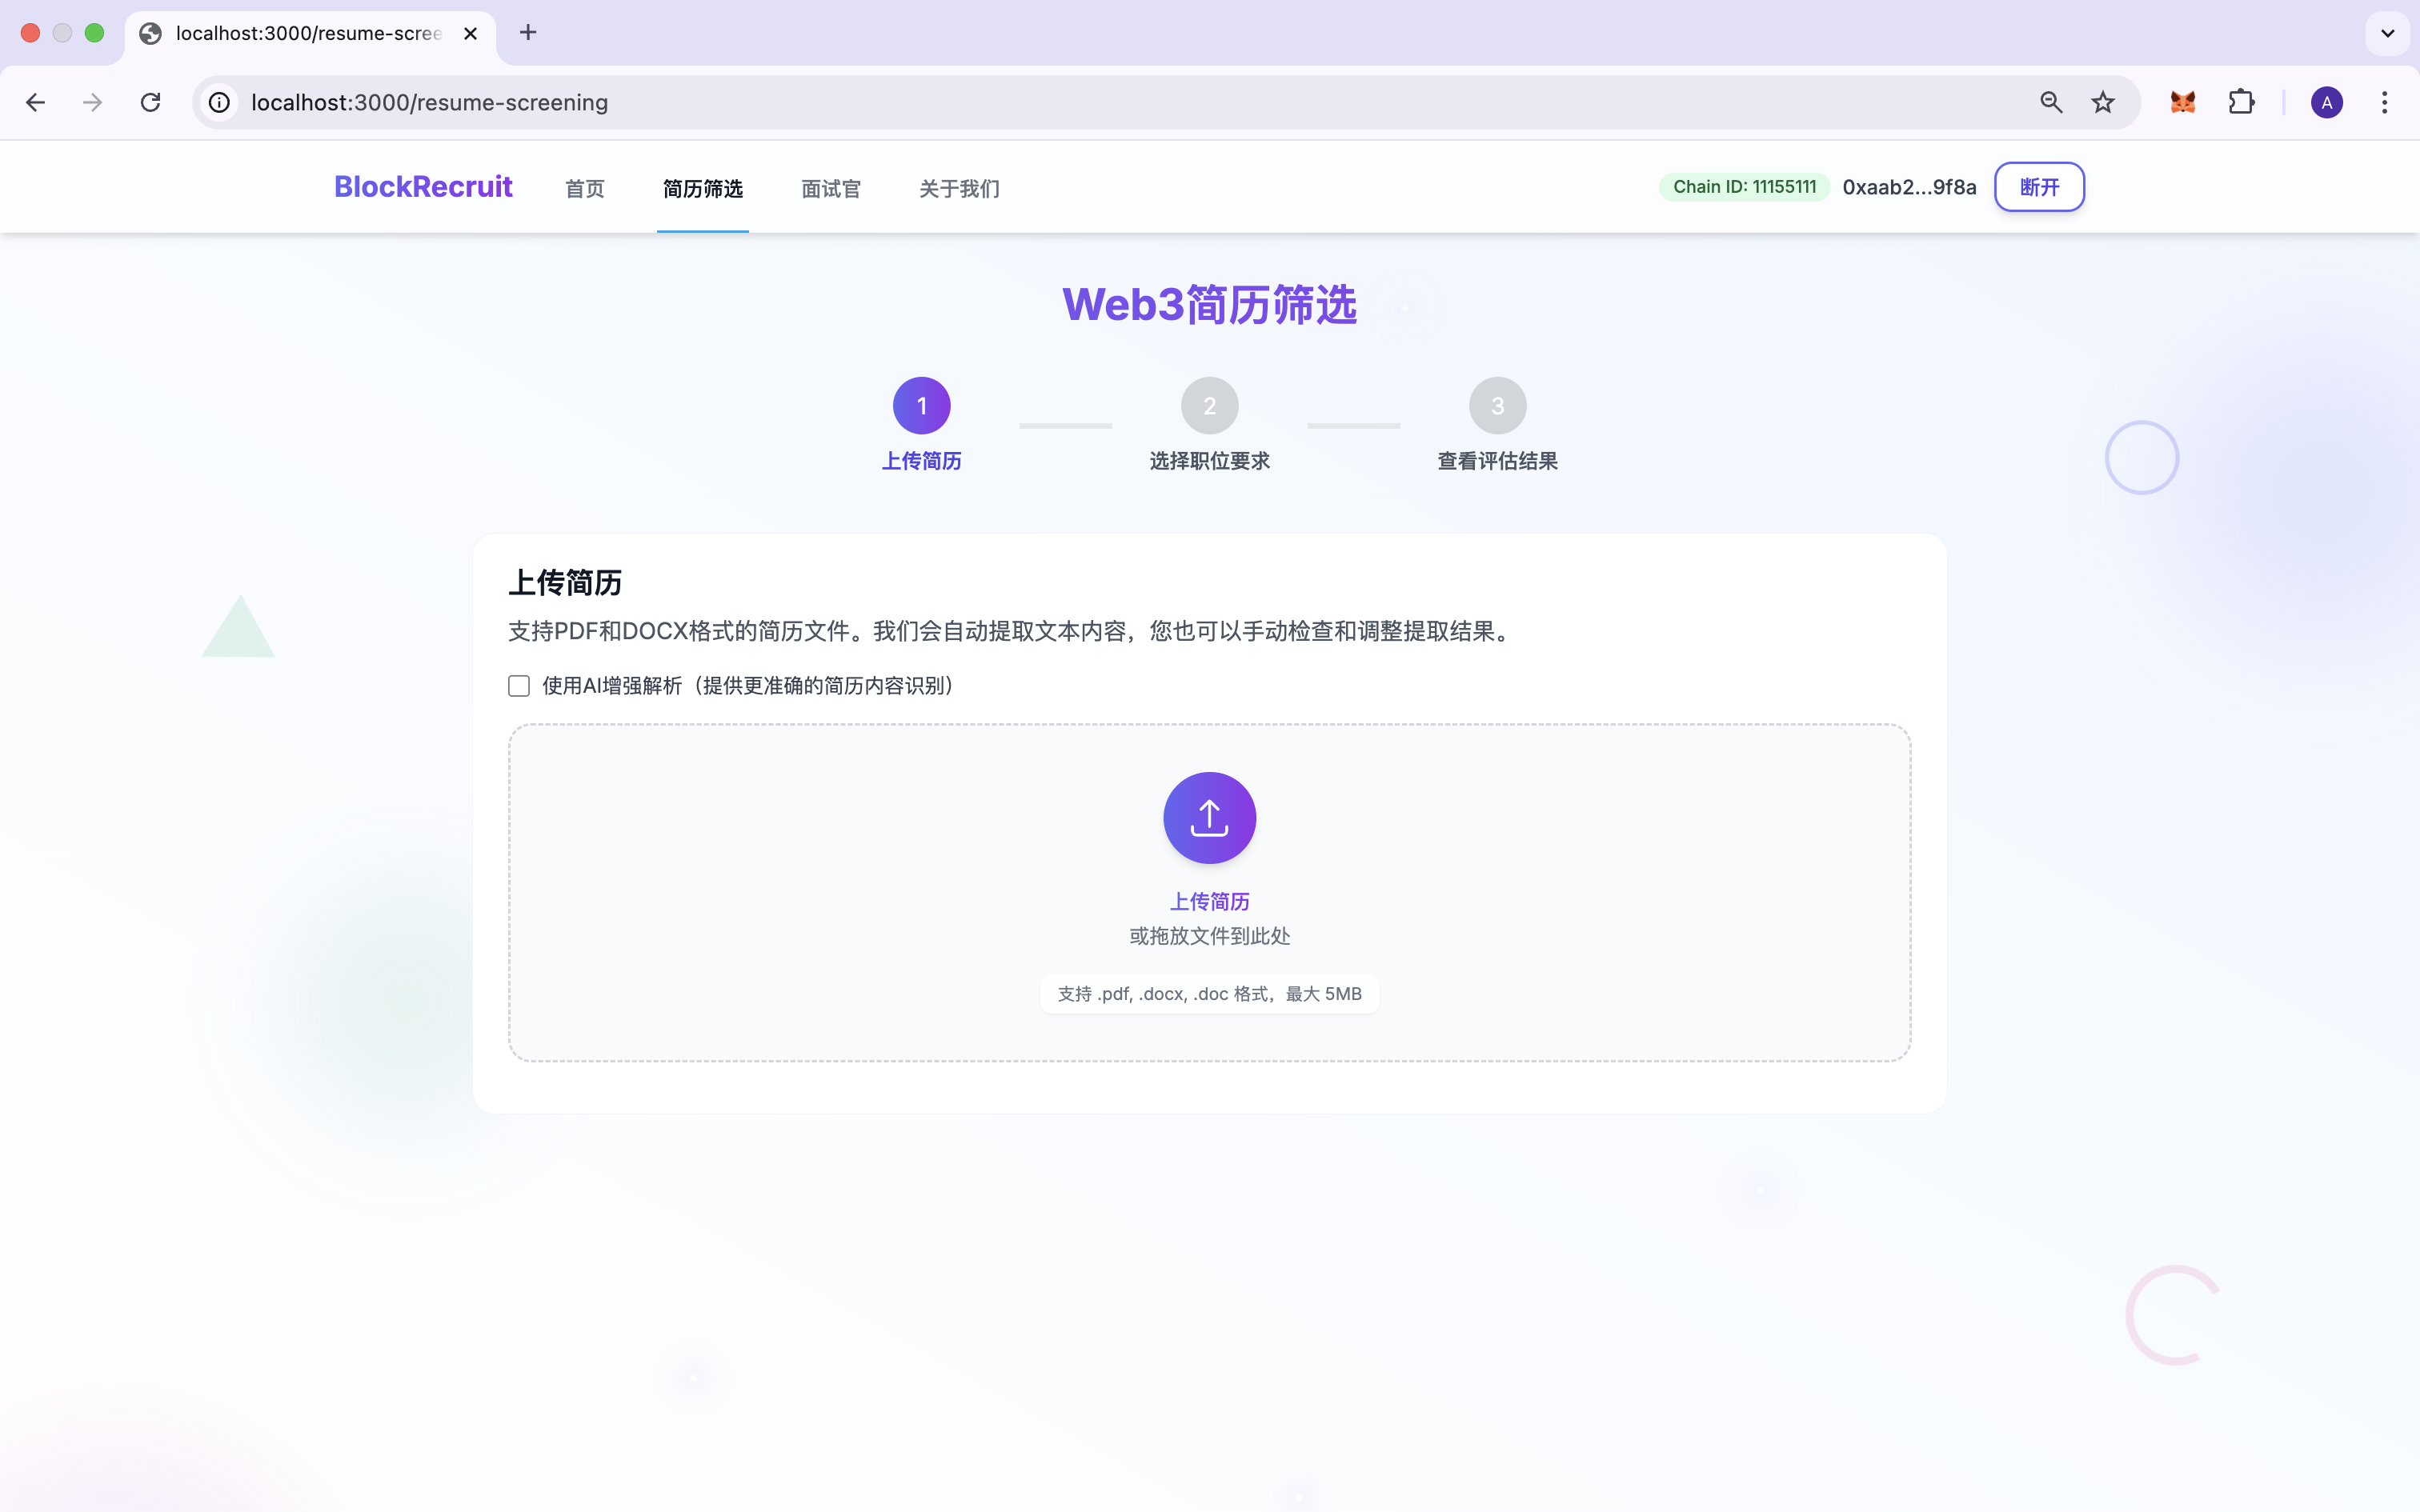 localhost:3000/resume-scree
localhost:3000/resume-screening
A
BlockRecruit
首页
简历筛选
面试官
关于我们
Chain ID: 11155111
0xaab2...9f8a
断开
Web3简历筛选
1
2
3
上传简历
选择职位要求
查看评估结果
上传简历
支持PDF和DOCX格式的简历文件。我们会自动提取文本内容，您也可以手动检查和调整提取结果。
使用AI增强解析（提供更准确的简历内容识别）
上传简历
或拖放文件到此处
支持 .pdf, .docx, .doc 格式，最大 5MB